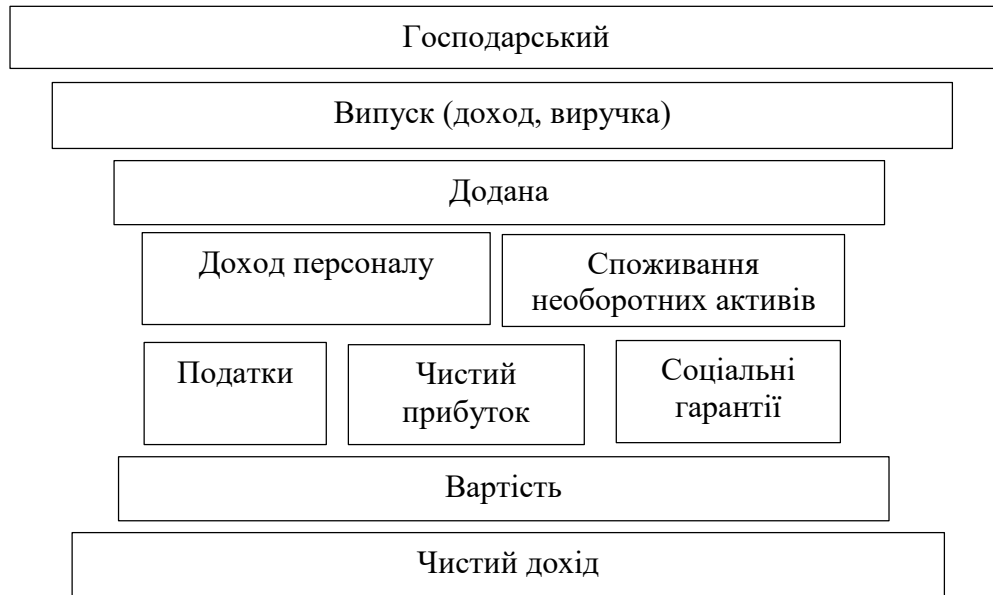 Господарський
Випуск (доход, виручка)
Додана
Доход персоналу
Споживання
необоротних активів
Податки
Чистий
прибуток
Соціальні
гарантії
Вартість
Чистий дохід